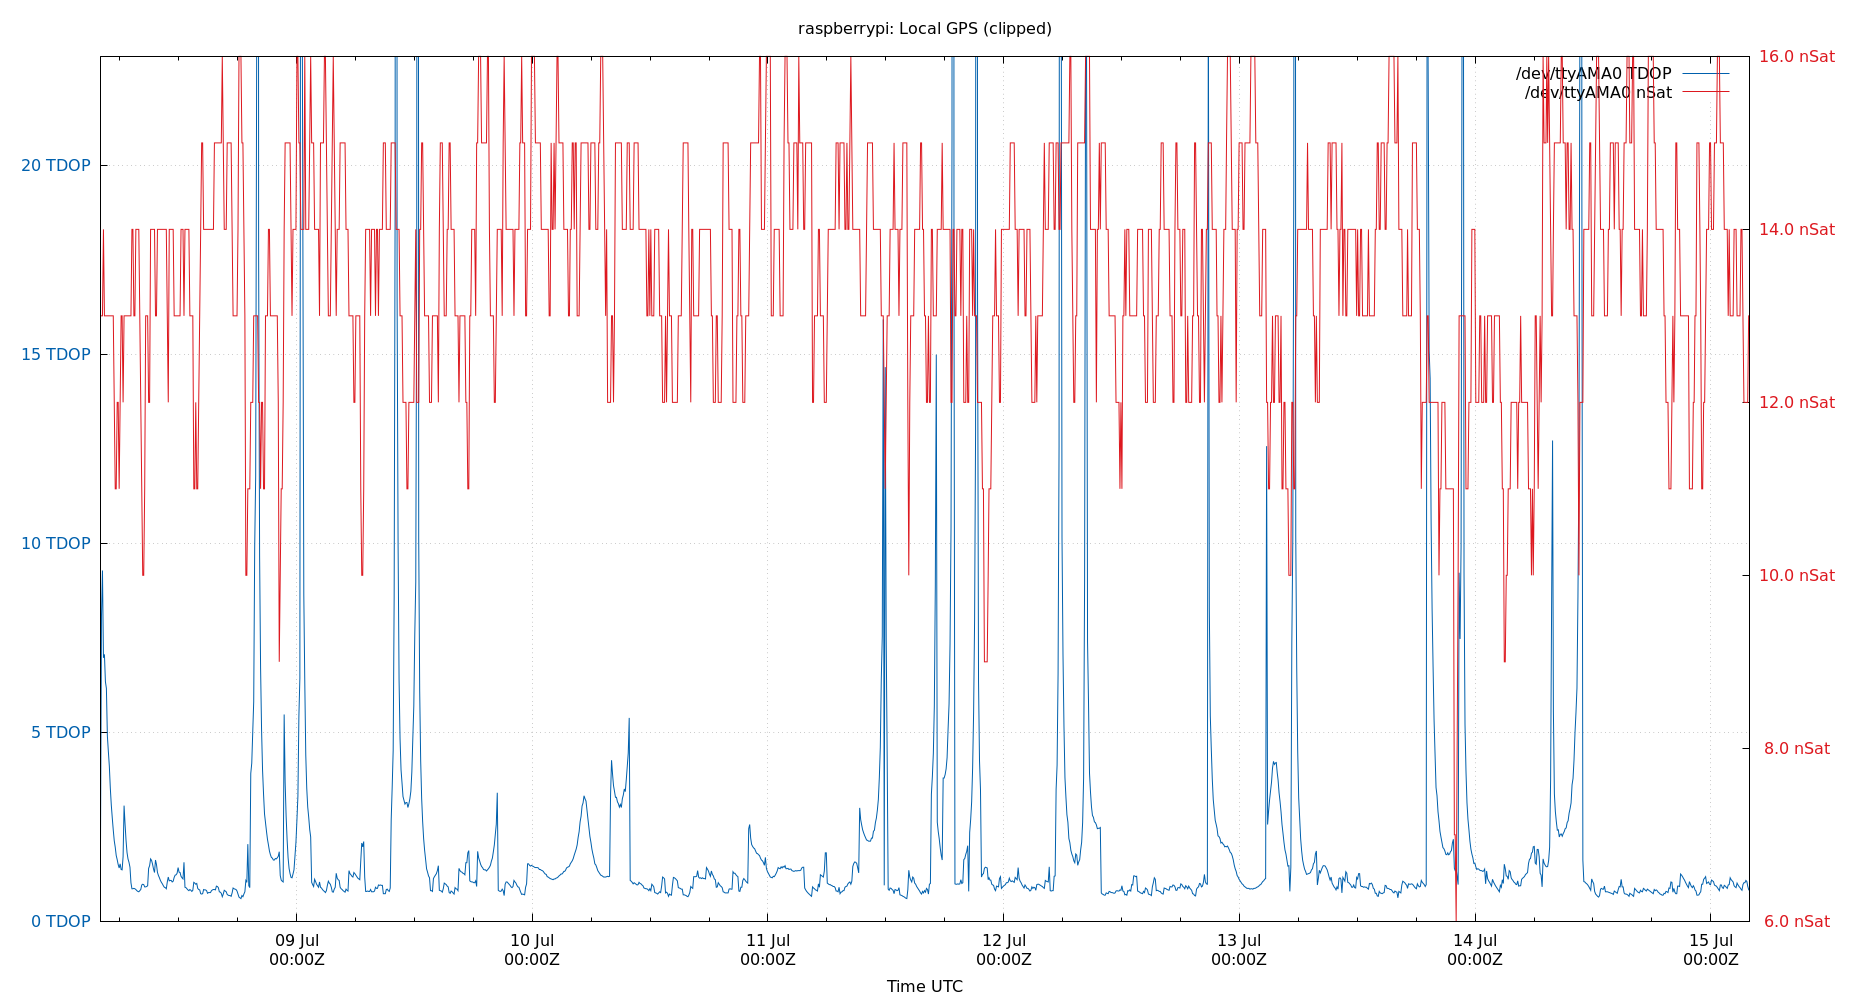 raspberrypi: Local GPS (clipped)
/dev/ttyAMA0 TDOP
/dev/ttyAMA0 nSat
20 TDOP
15 TDOP
10 TDOP
5 TDOP
0 TDOP
16.0 nSat
14.0 nSat
12.0 nSat
10.0 nSat
8.0 nSat
6.0 nSat
09 Jul
00:00Z
10 Jul
00:00Z
11 Jul
00:00Z
12 Jul
00:00Z
13 Jul
00:00Z
14 Jul
00:00Z
15 Jul
00:00Z
Time UTC